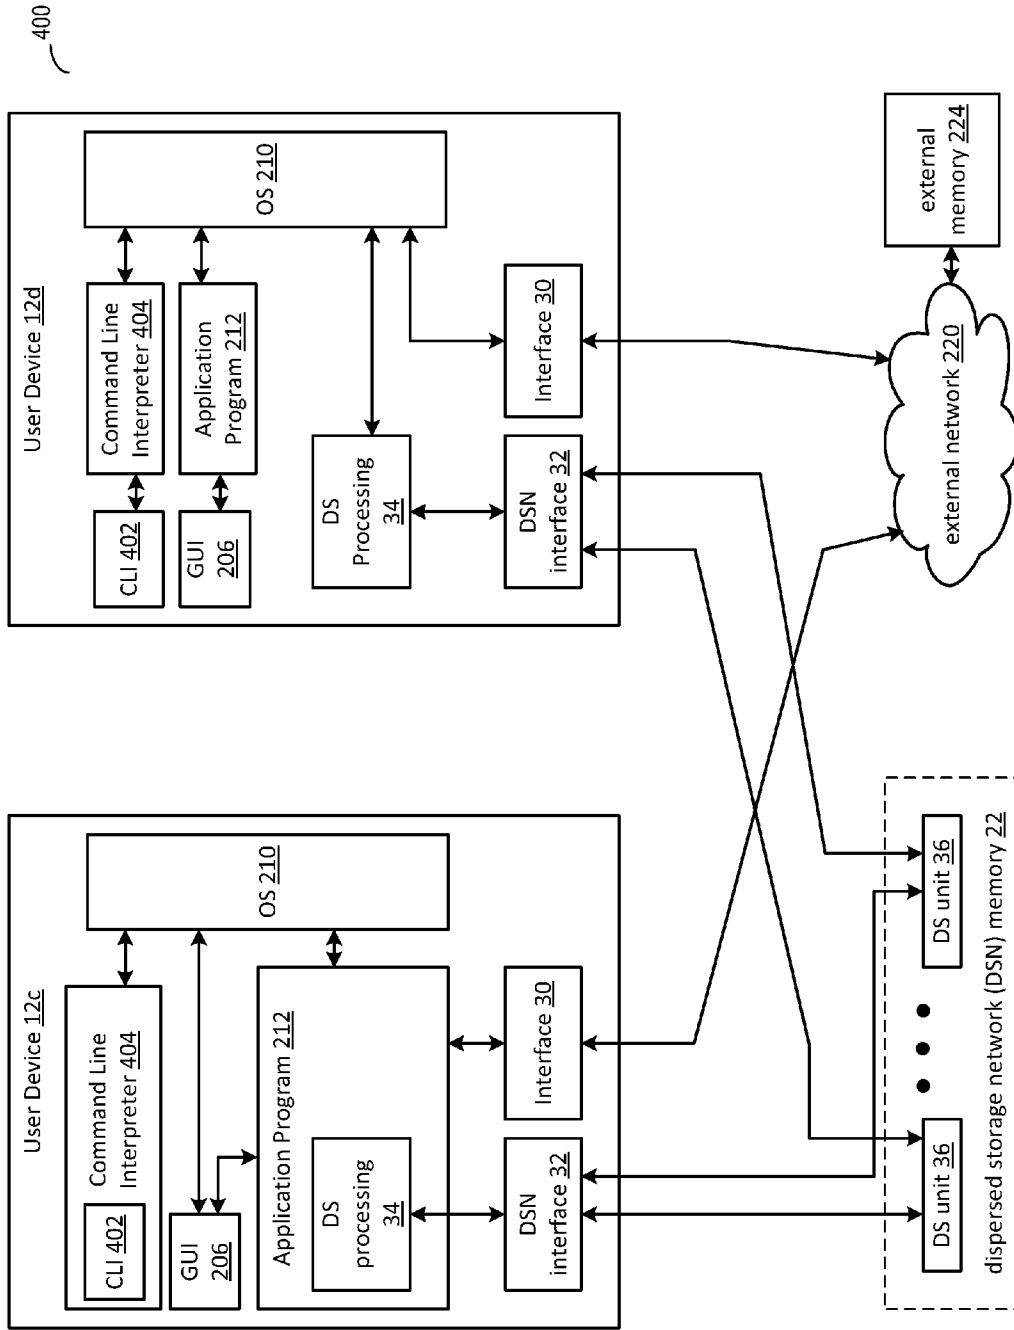 400
User Device 12c
CLI 402
Command Line
Interpreter 404
GUI
206
OS 210
Application Program 212
DS
processing
34
DSN
interface 32
Interface 30
User Device 12d
CLI 402
Command Line
Interpreter 404
GUI
206
Application
Program 212
OS 210
DS
Processing
34
DSN
interface 32
Interface 30
DS unit 36
DS unit 36
dispersed storage network (DSN) memory 22
external network 220
external
memory 224